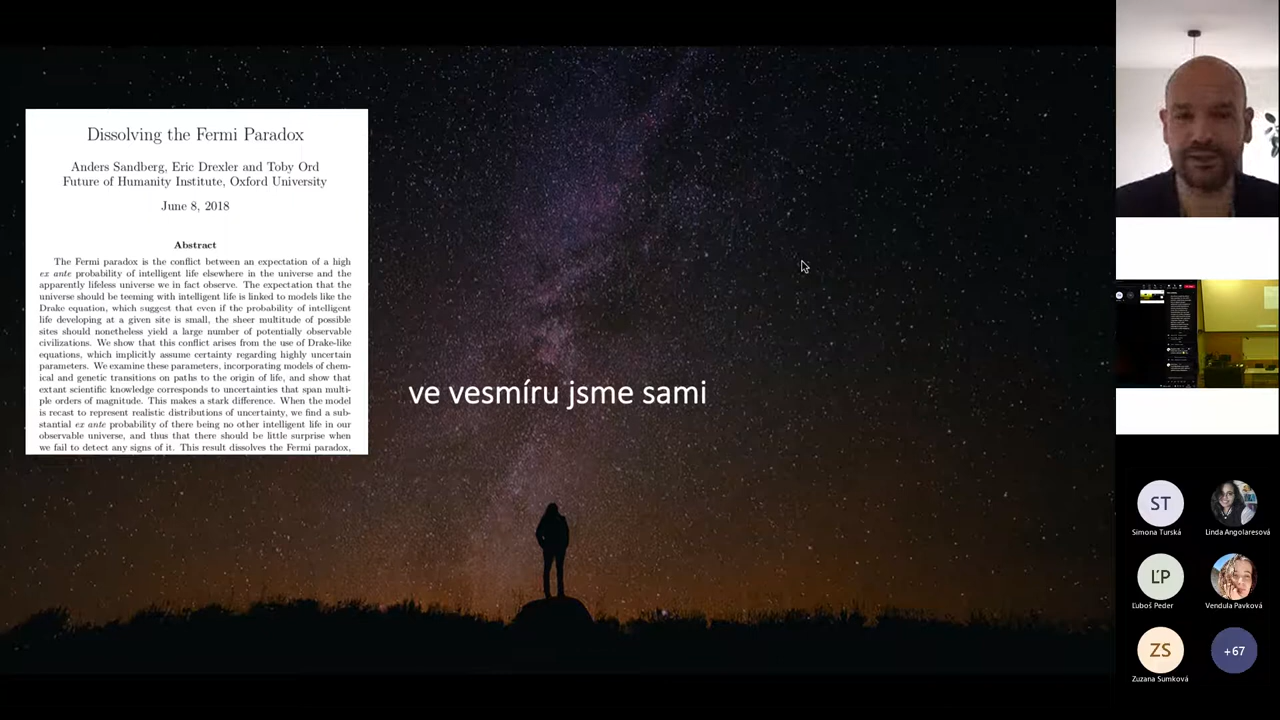 Dissolving the Fermi Paradox
Anders Sandberg, Eric Drexler and Toby Ord
Future of Humanity Institute, Oxford University
June 8, 2018
Abstract
The Fermi paradox is the conflict between an expectation of a high
ex ante probability of intelligent life elsewhere in the universe and the
apparently lifeless universe we in fact observe. The expectation that the
universe should be teeming with intelligent life is linked to models like the
Drake equation, which suggest that even if the probability of intelligent
life developing at a given site is small, the sheer multitude of possible
sites should nonetheless yield a large number of potentially observable
civilizations. We show that this conflict arises from the use of Drake-like
equations, which implicitly assume certainty regarding highly uncertain
parameters. We examine these parameters, incorporating models of chem-
ical and genetic transitions on paths to the origin of life, and show that
extant scientific knowledge corresponds to uncertainties that span multi-
ple orders of magnitude. This makes a stark difference. When the model
is recast to represent realistic distributions of uncertainty, we find a sub-
stantial ex ante probability of there being no other intelligent life in our
observable universe, and thus that there should be little surprise when
we fail to detect any signs of it. This result dissolves the Fermi paradox,
ve vesmíru jsme sami
ST
Simona Turská
Linda Angolaresová
ĽP
Ľuboš Peder
Vendula Pavková
ZS
Zuzana Sumková
+67